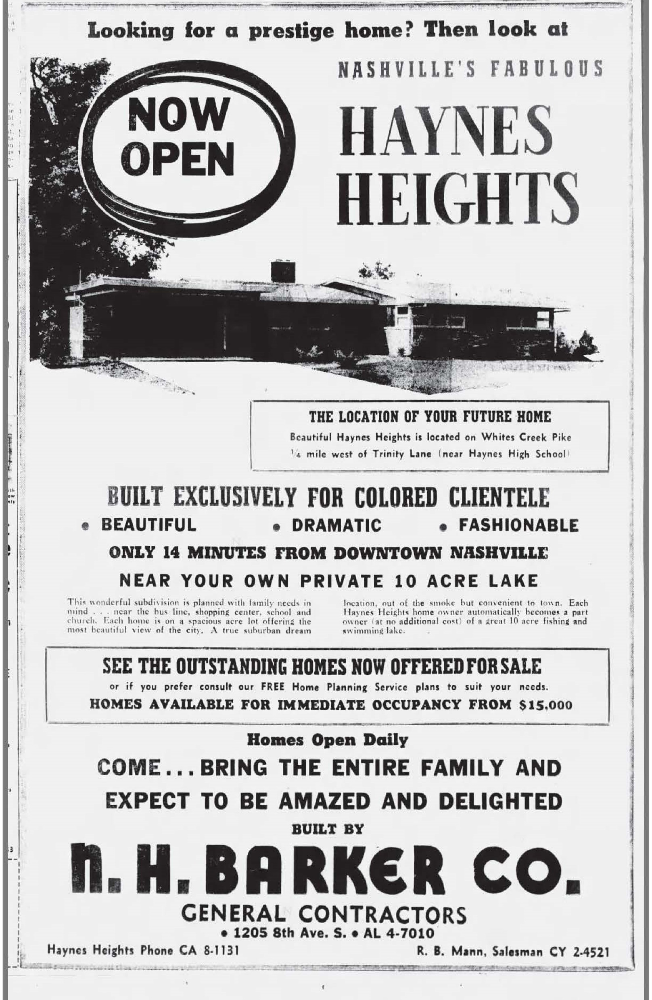 Looking for a prestige home? Then look at
NASHVILLE'S FABULOUS
NOW
OPEN
HAYNES
HEIGHTS
THE LOCATION OF YOUR FUTURE HOME
Beautiful Haynes Heights is located on Whites Creek Pike
1/4 mile west of Trinity Lane (near Haynes High School)
BUILT EXCLUSIVELY FOR COLORED CLIENTELE
• BEAUTIFUL • DRAMATIC • FASHIONABLE
ONLY 14 MINUTES FROM DOWNTOWN NASHVILLE
NEAR YOUR OWN PRIVATE 10 ACRE LAKE
This wonderful subdivision is planned with family needs in
mind . . . near the bus line, shopping center, school and
church. Each home is on a spacious acre lot offering the
most beautiful view of the city. A true suburban dream
location, out of the smoke but convenient to town. Each
Haynes Heights home owner automatically becomes a part
owner (at no additional cost) of a great 10 acre fishing and
swimming lake.
SEE THE OUTSTANDING HOMES NOW OFFERED FOR SALE
or if you prefer consult our FREE Home Planning Service plans to suit your needs.
HOMES AVAILABLE FOR IMMEDIATE OCCUPANCY FROM $15,000
Homes Open Daily
COME...BRING THE ENTIRE FAMILY AND
EXPECT TO BE AMAZED AND DELIGHTED
BUILT BY
N. H. BARKER CO.
GENERAL CONTRACTORS
• 1205 8th Ave. S. • AL 4-7010
Haynes Heights Phone CA 8-1131
R. B. Mann, Salesman CY 2-4521